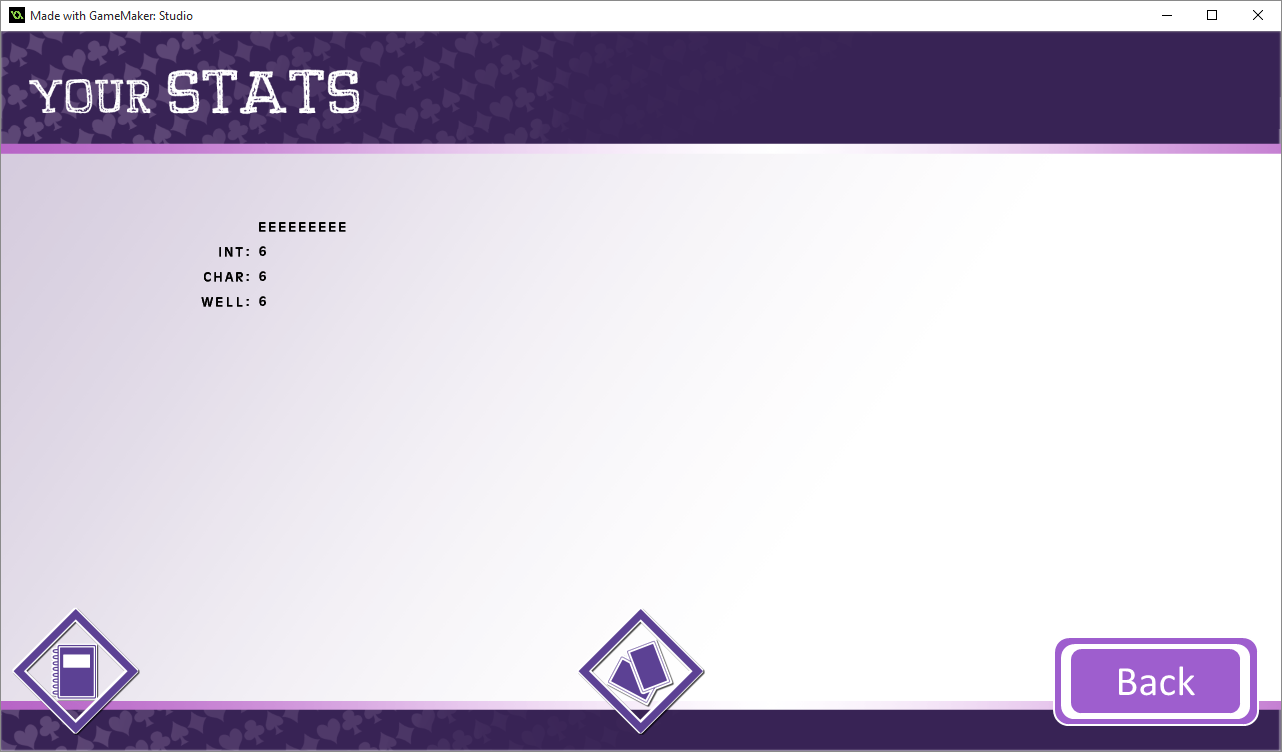 Made with GameMaker: Studio
YOUR STATS
EEEEEEEEE
INT: 6
CHAR: 6
WELL: 6
Back